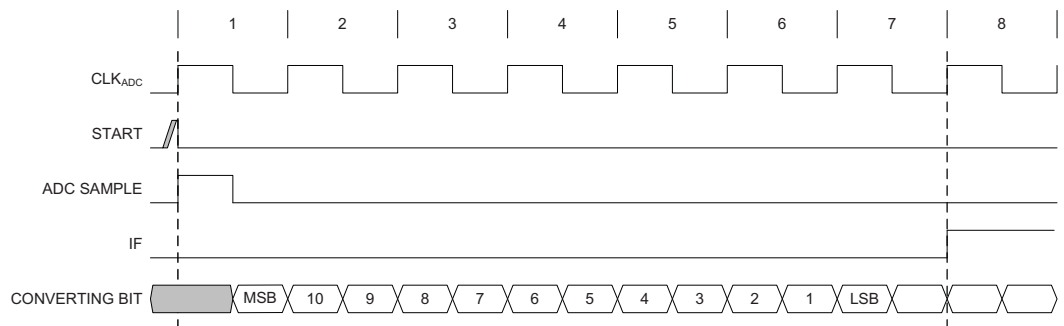 1 2 3 4 5 6 7 8
CLKADC
START
ADC SAMPLE
IF
CONVERTING BIT MSB 10 9 8 7 6 5 4 3 2 1 LSB